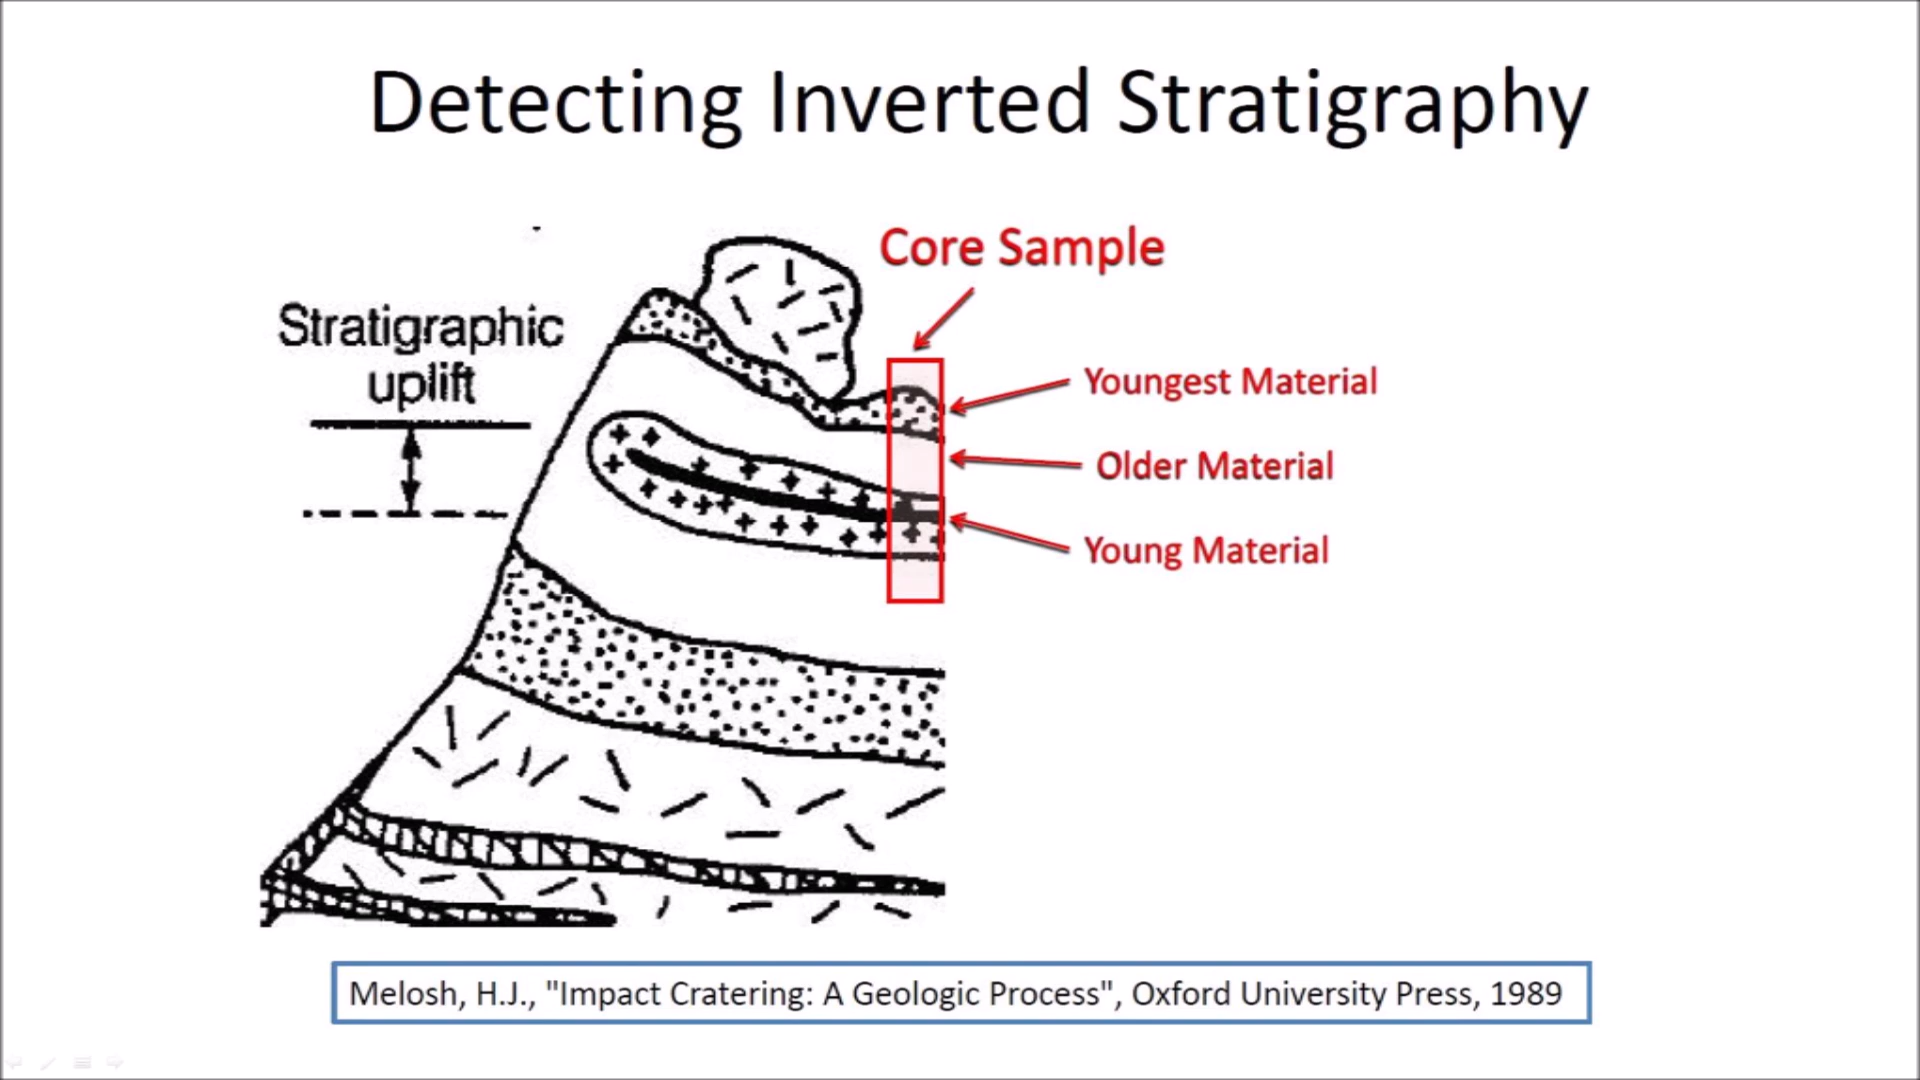 Detecting Inverted Stratigraphy
Core Sample
Stratigraphic
uplift
Youngest Material
Older Material
Young Material
Melosh, H.J., "Impact Cratering: A Geologic Process", Oxford University Press, 1989